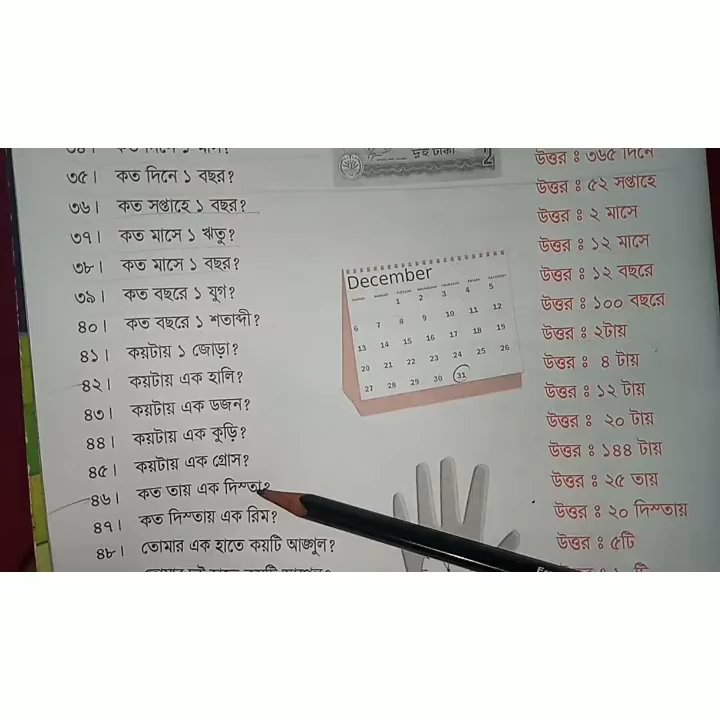 ৩৫। কত দিনে ১ বছর? উত্তর ঃ ৩৬৫ দিনে
৩৬। কত সপ্তাহে ১ বছর? উত্তর ঃ ৫২ সপ্তাহে
৩৭। কত মাসে ১ ঋতু? উত্তর ঃ ২ মাসে
৩৮। কত মাসে ১ বছর? উত্তর ঃ ১২ মাসে
৩৯। কত বছরে ১ যুগ? উত্তর ঃ ১২ বছরে
৪০। কত বছরে ১ শতাব্দী? উত্তর ঃ ১০০ বছরে
৪১। কয়টায় ১ জোড়া? উত্তর ঃ ২টায়
৪২। কয়টায় এক হালি? উত্তর ঃ ৪ টায়
৪৩। কয়টায় এক ডজন? উত্তর ঃ ১২ টায়
৪৪। কয়টায় এক কুড়ি? উত্তর ঃ ২০ টায়
৪৫। কয়টায় এক গ্রোস? উত্তর ঃ ১৪৪ টায়
৪৬। কত তায় এক দিস্তা? উত্তর ঃ ২৫ তায়
৪৭। কত দিস্তায় এক রিম? উত্তর ঃ ২০ দিস্তায়
৪৮। তোমার এক হাতে কয়টি আঙ্গুল? উত্তর ঃ ৫টি
দুই টাকা
2
December
1 2 3 4 5
6 7 8 9 10 11 12
13 14 15 16 17 18 19
20 21 22 23 24 25 26
27 28 29 30 31